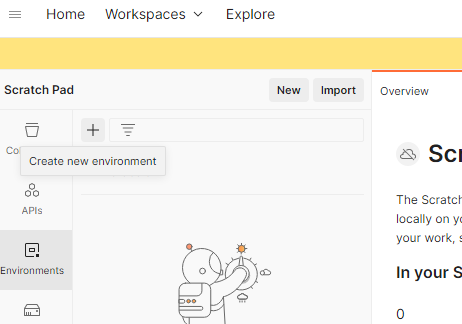 Home Workspaces Explore
Scratch Pad New Import Overview
Create new environment
APIs
Environments
The Scratch
locally on
your work,
In your
0